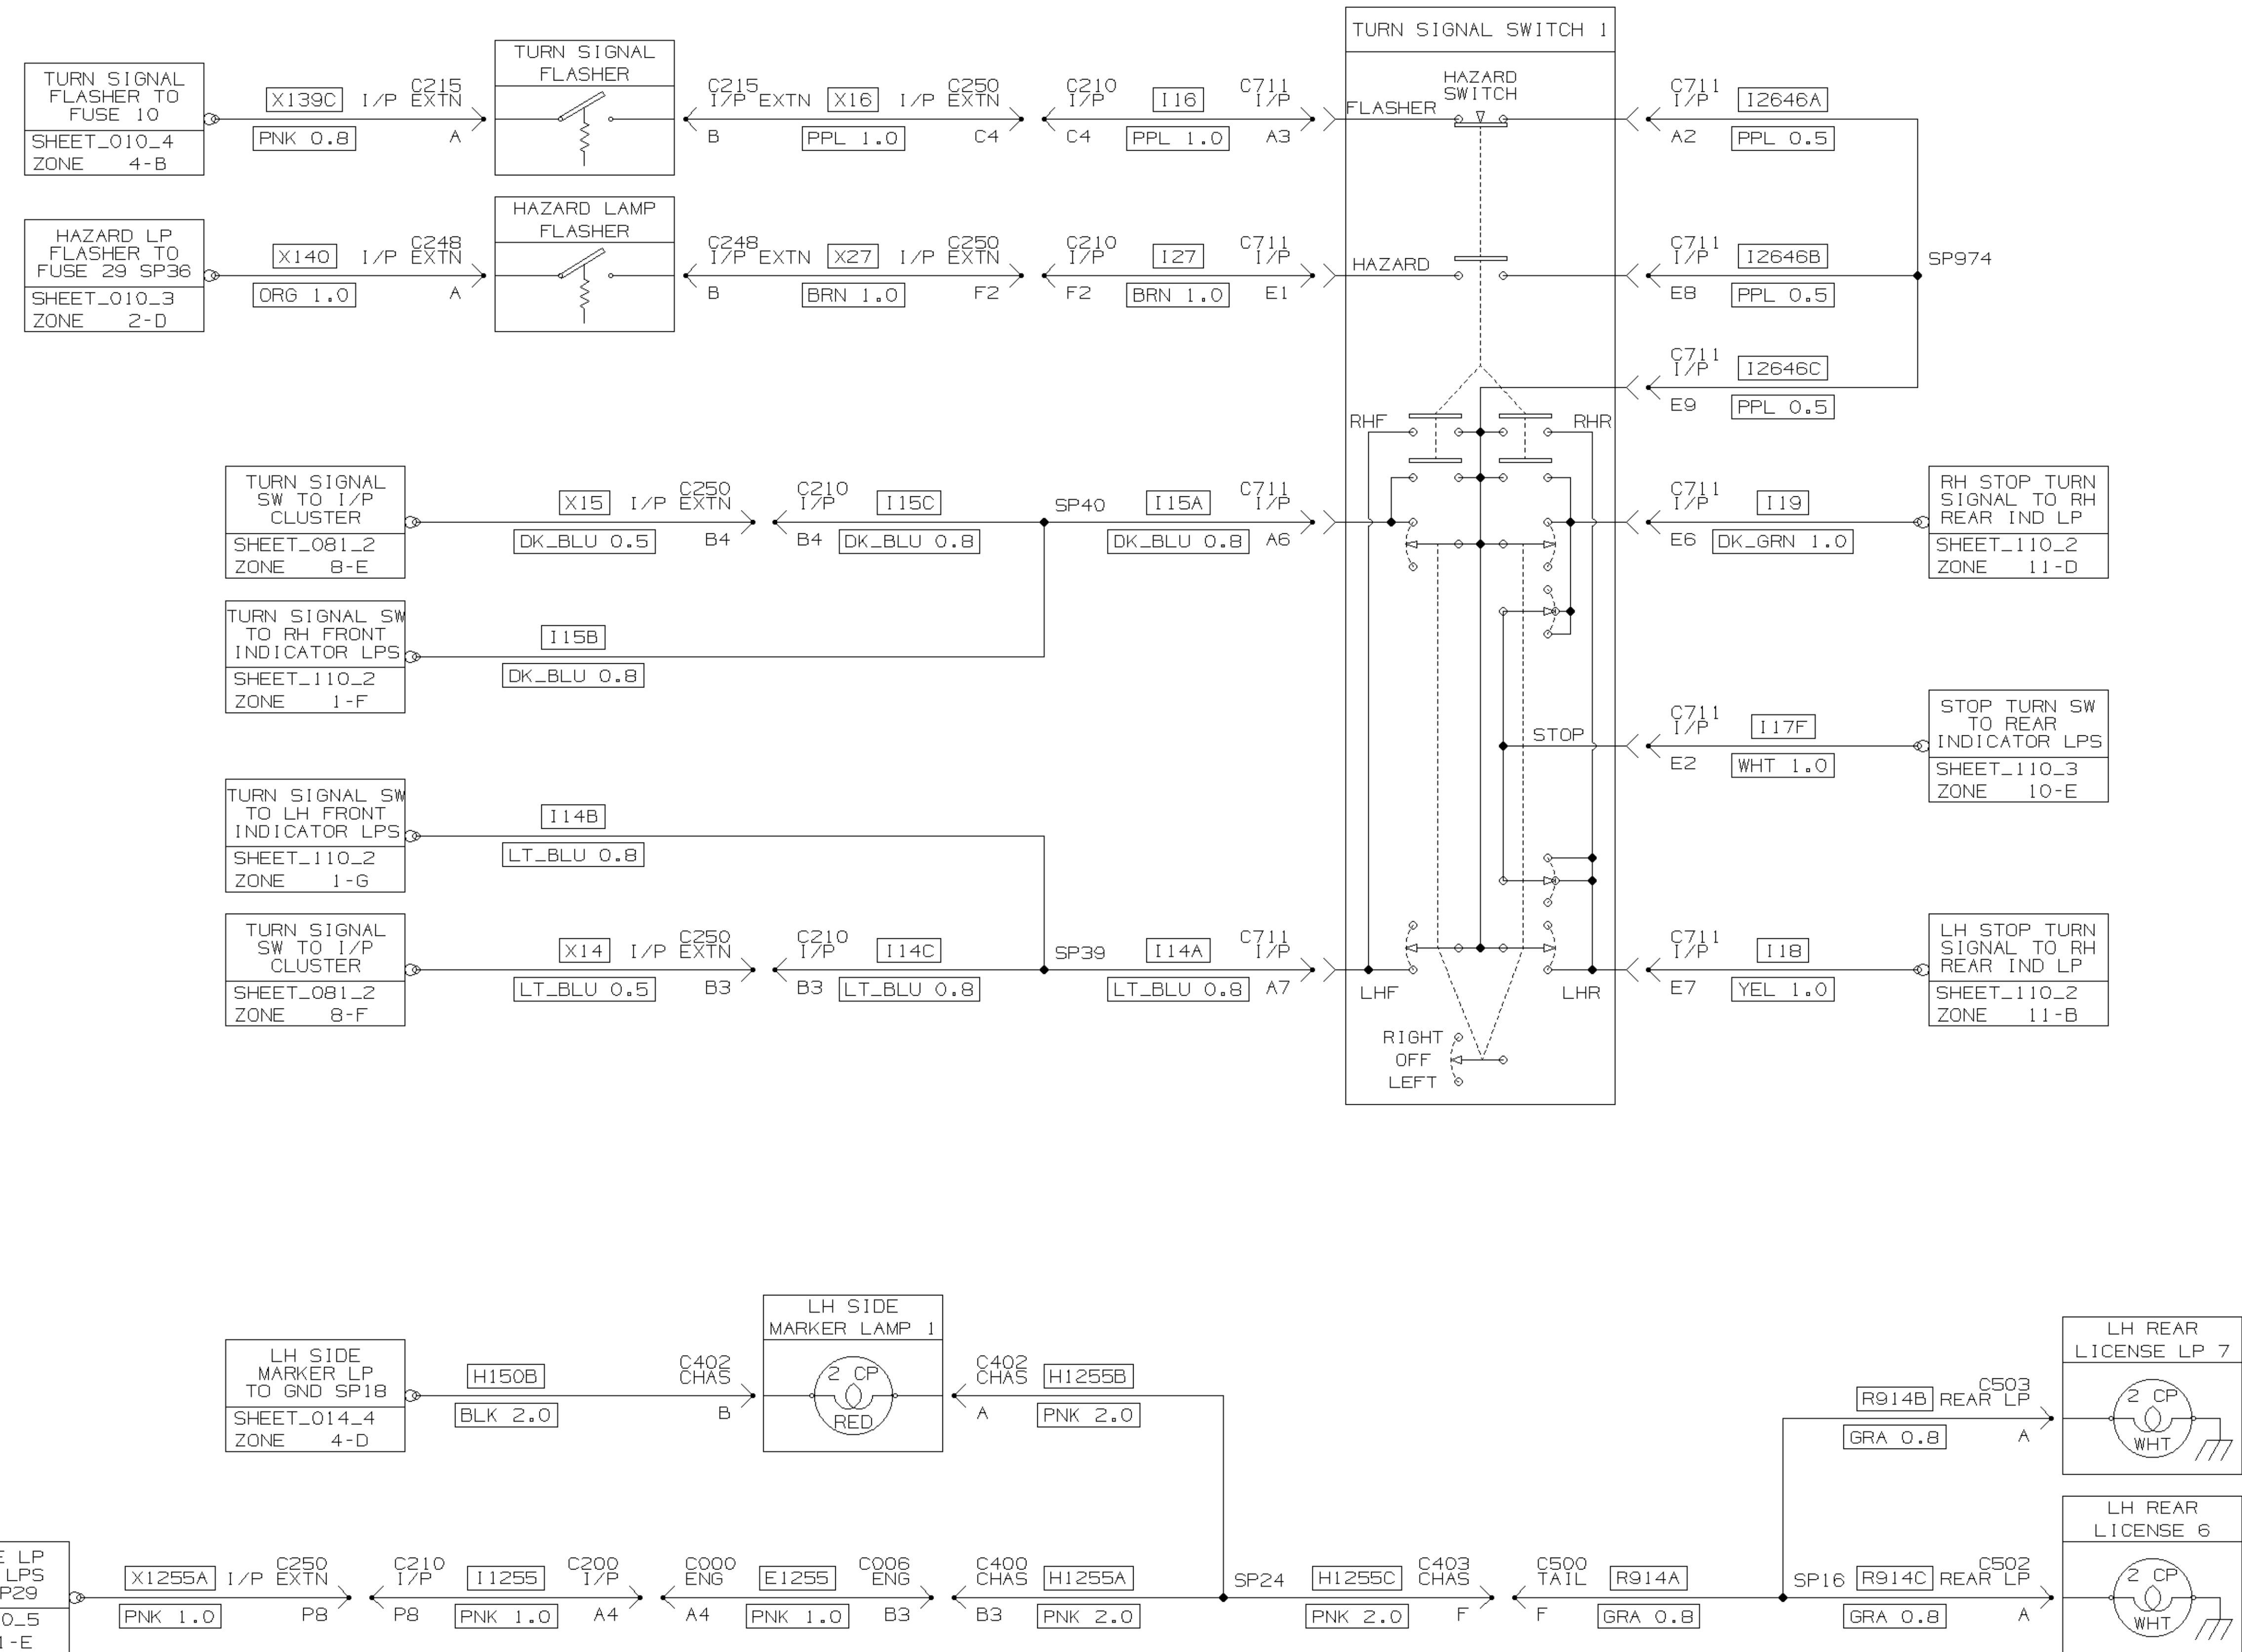 TURN SIGNAL SWITCH 1
TURN SIGNAL
FLASHER TO
FUSE 10
SHEET_010_4
ZONE 4-B
X139C
PNK 0.8
I/P
C215
EXTN
A
TURN SIGNAL
FLASHER
C215
I/P EXTN
B
X16
PPL 1.0
I/P
C250
EXTN
C4
C210
I/P
C4
I16
PPL 1.0
C711
I/P
A3
FLASHER
HAZARD
SWITCH
C711
I/P
A2
I2646A
PPL 0.5
HAZARD LP
FLASHER TO
FUSE 29 SP36
SHEET_010_3
ZONE 2-D
X140
ORG 1.0
I/P
C248
EXTN
A
HAZARD LAMP
FLASHER
C248
I/P EXTN
B
X27
BRN 1.0
I/P
C250
EXTN
F2
C210
I/P
F2
I27
BRN 1.0
C711
I/P
E1
HAZARD
C711
I/P
E8
I2646B
PPL 0.5
SP974
C711
I/P
E9
I2646C
PPL 0.5
RHF
RHR
TURN SIGNAL
SW TO I/P
CLUSTER
SHEET_081_2
ZONE 8-E
X15
DK_BLU 0.5
I/P
C250
EXTN
B4
C210
I/P
B4
I15C
DK_BLU 0.8
SP40
I15A
DK_BLU 0.8
C711
I/P
A6
C711
I/P
E6
I19
DK_GRN 1.0
RH STOP TURN
SIGNAL TO RH
REAR IND LP
SHEET_110_2
ZONE 11-D
TURN SIGNAL SW
TO RH FRONT
INDICATOR LPS
SHEET_110_2
ZONE 1-F
I15B
DK_BLU 0.8
STOP
C711
I/P
E2
I17F
WHT 1.0
STOP TURN SW
TO REAR
INDICATOR LPS
SHEET_110_3
ZONE 10-E
TURN SIGNAL SW
TO LH FRONT
INDICATOR LPS
SHEET_110_2
ZONE 1-G
I14B
LT_BLU 0.8
TURN SIGNAL
SW TO I/P
CLUSTER
SHEET_081_2
ZONE 8-F
X14
LT_BLU 0.5
I/P
C250
EXTN
B3
C210
I/P
B3
I14C
LT_BLU 0.8
SP39
I14A
LT_BLU 0.8
C711
I/P
A7
LHF
LHR
C711
I/P
E7
I18
YEL 1.0
LH STOP TURN
SIGNAL TO RH
REAR IND LP
SHEET_110_2
ZONE 11-B
RIGHT
OFF
LEFT
LH SIDE
MARKER LP
TO GND SP18
SHEET_014_4
ZONE 4-D
H150B
BLK 2.0
C402
CHAS
B
LH SIDE
MARKER LAMP 1
2 CP
RED
C402
CHAS
A
H1255B
PNK 2.0
R914B
GRA 0.8
C503
REAR LP
A
LH REAR
LICENSE LP 7
2 CP
WHT
E LP
LPS
P29
0_5
1-E
X1255A
PNK 1.0
I/P
C250
EXTN
P8
C210
I/P
P8
I1255
PNK 1.0
C200
I/P
A4
C000
ENG
A4
E1255
PNK 1.0
C006
ENG
B3
C400
CHAS
B3
H1255A
PNK 2.0
SP24
H1255C
PNK 2.0
C403
CHAS
F
C500
TAIL
F
R914A
GRA 0.8
SP16
R914C
GRA 0.8
C502
REAR LP
A
LH REAR
LICENSE 6
2 CP
WHT